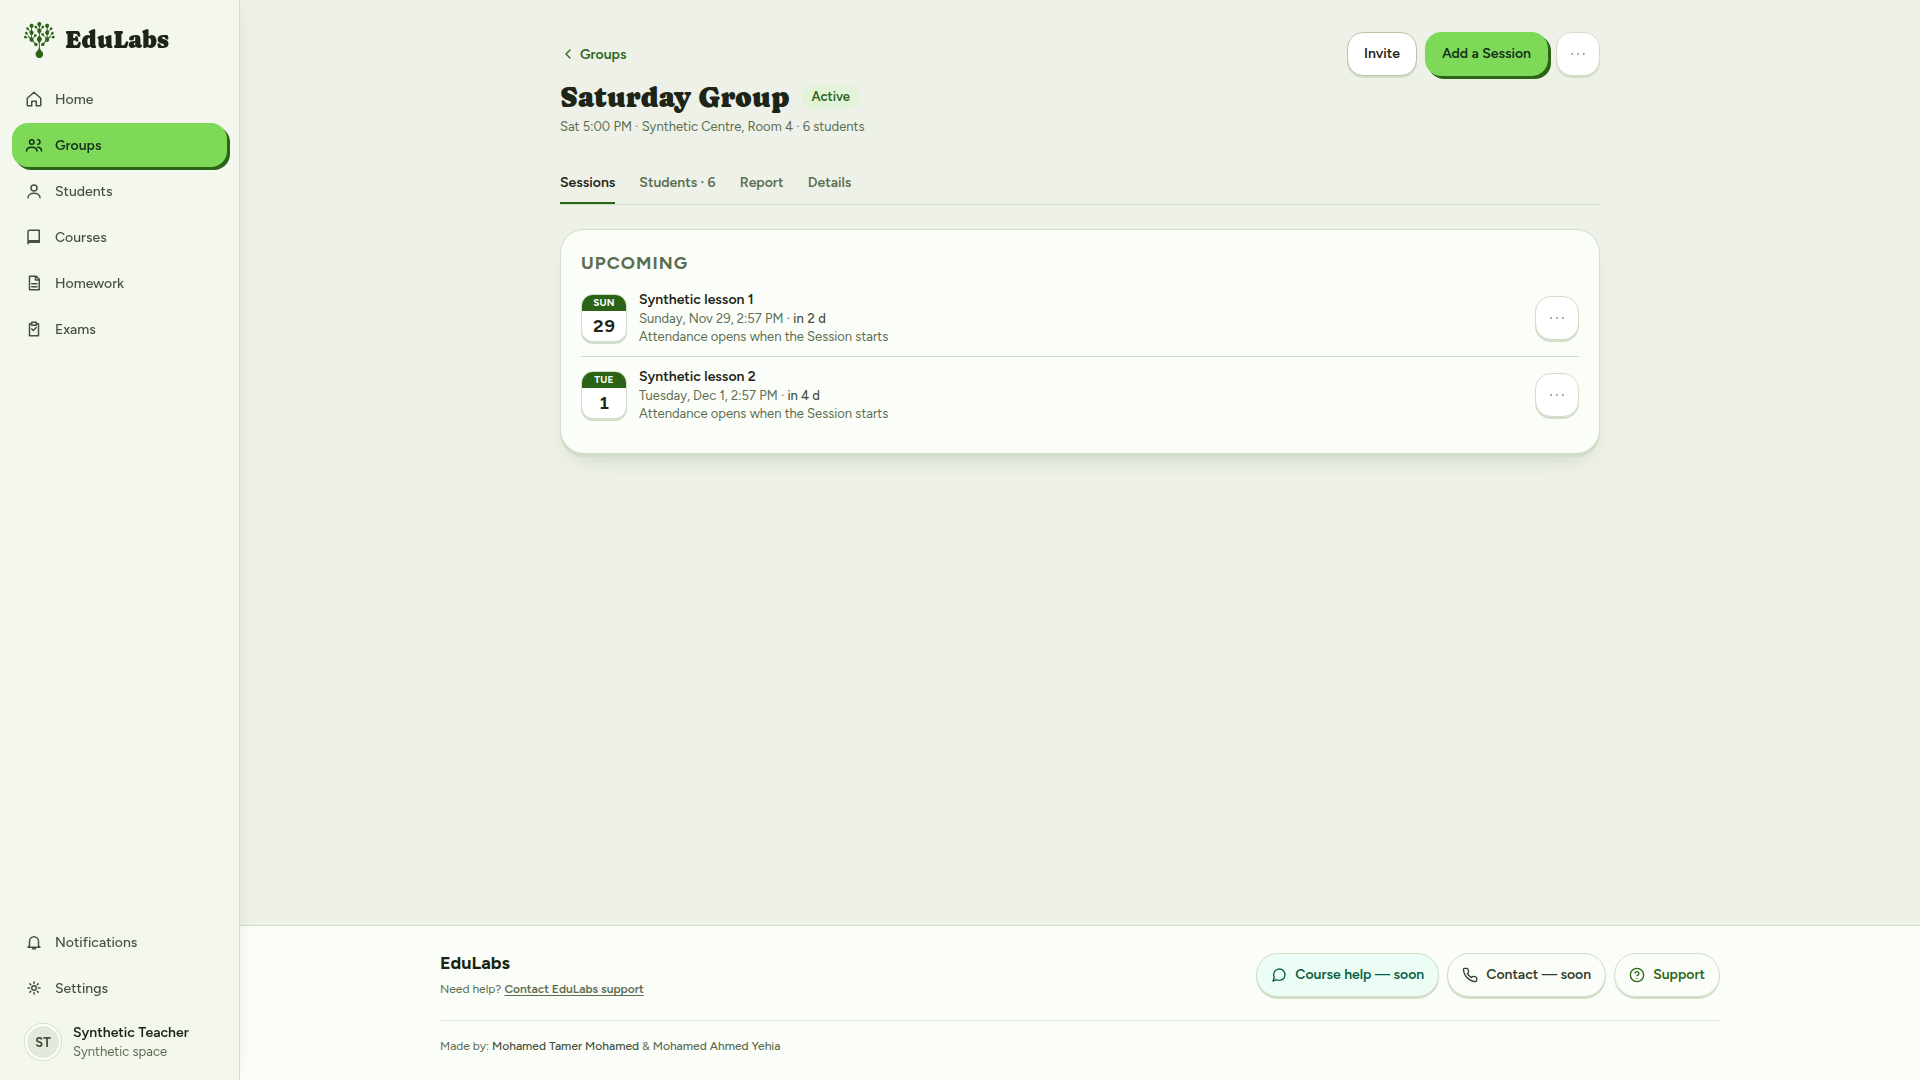 EduLabs
Home
Groups
Students
Courses
Homework
Exams
Notifications
Settings
ST
Synthetic Teacher
Synthetic space
Groups
Invite
Add a Session
Saturday Group
Active
Sat 5:00 PM · Synthetic Centre, Room 4 · 6 students
Sessions
Students · 6
Report
Details
UPCOMING
SUN
29
Synthetic lesson 1
Sunday, Nov 29, 2:57 PM · in 2 d
Attendance opens when the Session starts
TUE
1
Synthetic lesson 2
Tuesday, Dec 1, 2:57 PM · in 4 d
Attendance opens when the Session starts
EduLabs
Need help? Contact EduLabs support
Course help — soon
Contact — soon
Support
Made by: Mohamed Tamer Mohamed & Mohamed Ahmed Yehia